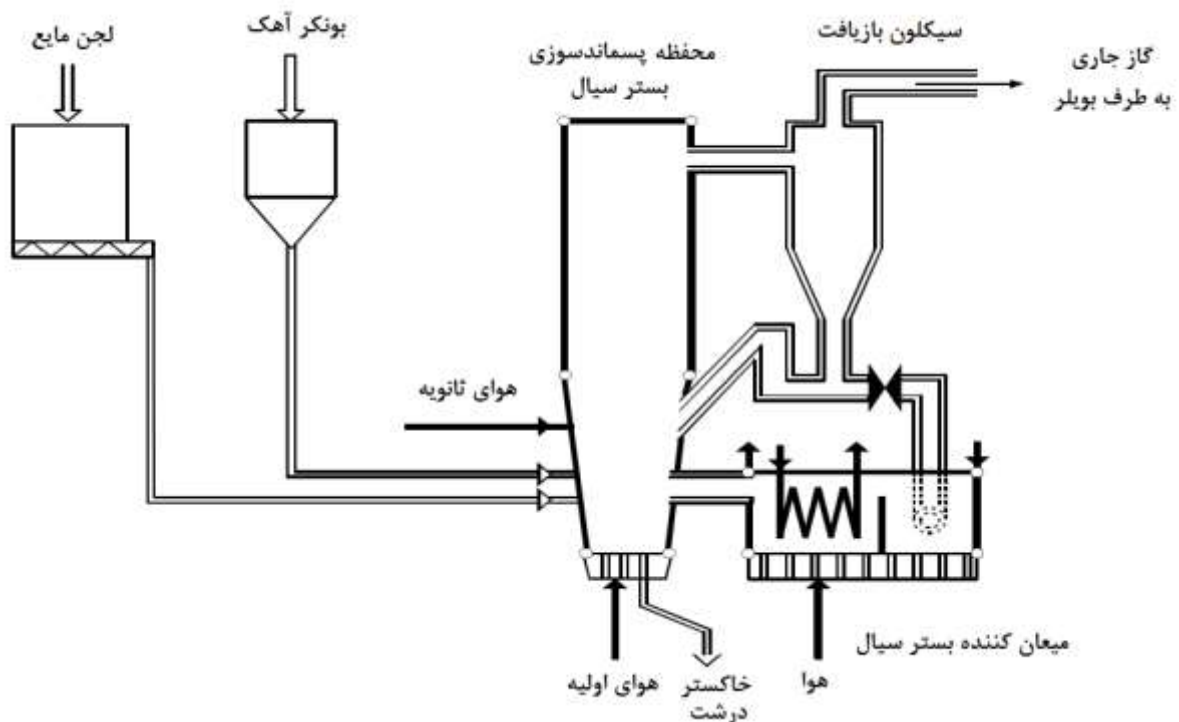 لجن مایع
بونکر آهک
محفظه پسماندسوزی
بستر سیال
سیکلون بازیافت
گاز جاری
به طرف بویلر
هوای ثانویه
میعان کننده بستر سیال
هوای اولیه
خاکستر
درشت
هوا